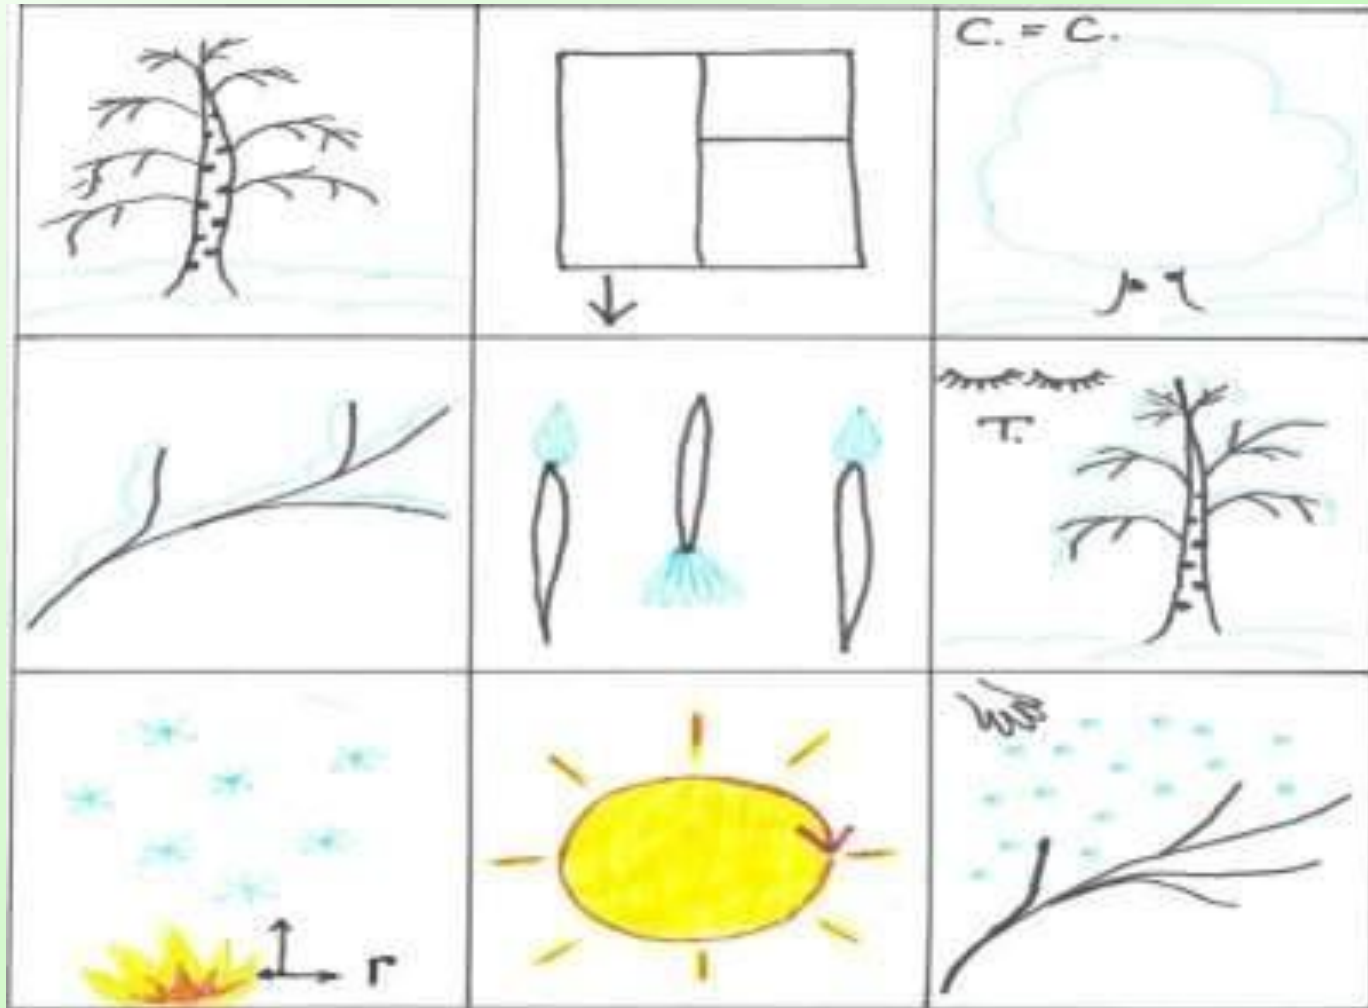 С. = С.
Т.
г